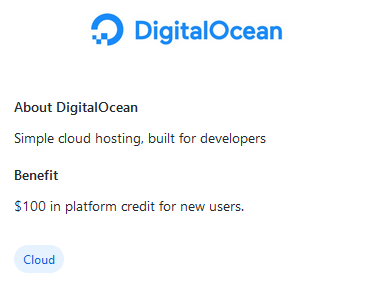 DigitalOcean
About DigitalOcean
Simple cloud hosting, built for developers
Benefit
$100 in platform credit for new users.
Cloud